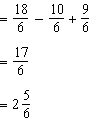 = 18/6 − 10/6 + 9/6
= 17/6
= 2 5/6